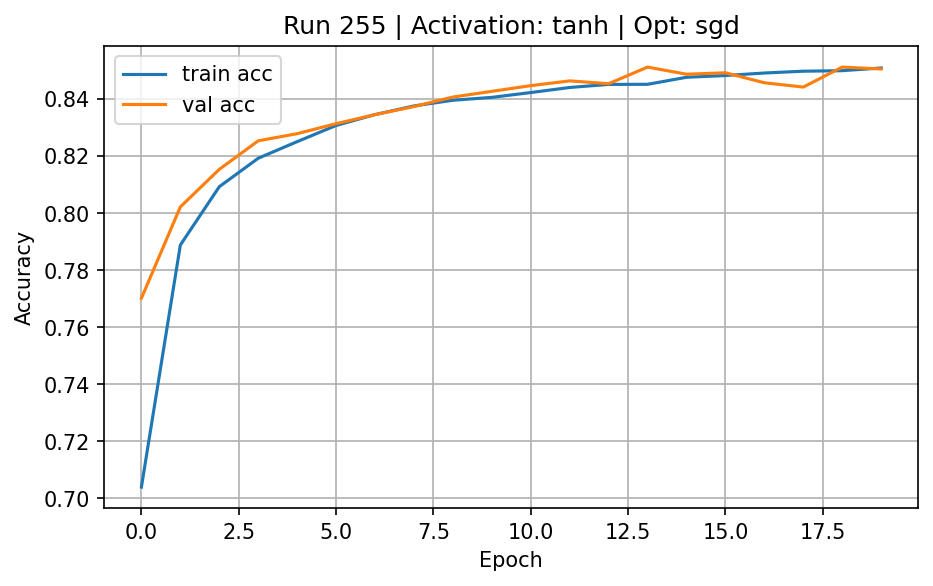 Run 255 | Activation: tanh | Opt: sgd
train acc
val acc
0.84
0.82
0.80
0.78
0.76
0.74
0.72
0.70
Accuracy
0.0 2.5 5.0 7.5 10.0 12.5 15.0 17.5
Epoch